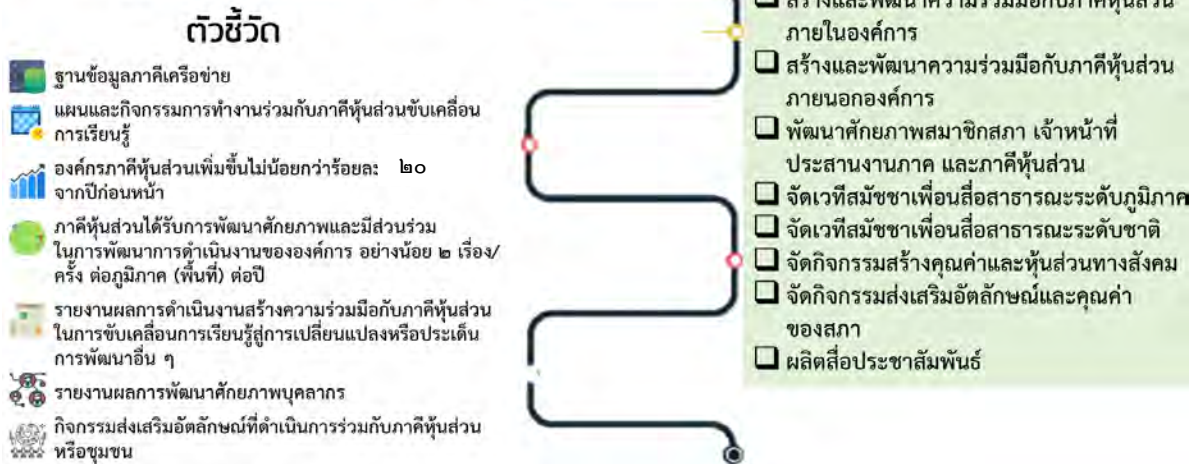 ตัวชี้วัด
ฐานข้อมูลภาคีเครือข่าย
แผนและกิจกรรมการทำงานร่วมกับภาคีหุ้นส่วนขับเคลื่อน
การเรียนรู้
องค์กรภาคีหุ้นส่วนเพิ่มขึ้นไม่น้อยกว่าร้อยละ ๒๐
จากปีก่อนหน้า
ภาคีหุ้นส่วนได้รับการพัฒนาศักยภาพและมีส่วนร่วม
ในการพัฒนาการดำเนินงานขององค์การ อย่างน้อย ๒ เรื่อง/
ครั้ง ต่อภูมิภาค (พื้นที่) ต่อปี
รายงานผลการดำเนินงานสร้างความร่วมมือกับภาคีหุ้นส่วน
ในการขับเคลื่อนการเรียนรู้สู่การเปลี่ยนแปลงหรือประเด็น
การพัฒนาอื่น ๆ
รายงานผลการพัฒนาศักยภาพบุคลากร
กิจกรรมส่งเสริมอัตลักษณ์ที่ดำเนินการร่วมกับภาคีหุ้นส่วน
หรือชุมชน
สร้างและพัฒนาความร่วมมือกับภาคีหุ้นส่วน
ภายในองค์การ
สร้างและพัฒนาความร่วมมือกับภาคีหุ้นส่วน
ภายนอกองค์การ
พัฒนาศักยภาพสมาชิกสภา เจ้าหน้าที่
ประสานงานภาค และภาคีหุ้นส่วน
จัดเวทีสมัชชาเพื่อนสื่อสาธารณะระดับภูมิภาค
จัดเวทีสมัชชาเพื่อนสื่อสาธารณะระดับชาติ
จัดกิจกรรมสร้างคุณค่าและหุ้นส่วนทางสังคม
จัดกิจกรรมส่งเสริมอัตลักษณ์และคุณค่า
ของสภา
ผลิตสื่อประชาสัมพันธ์